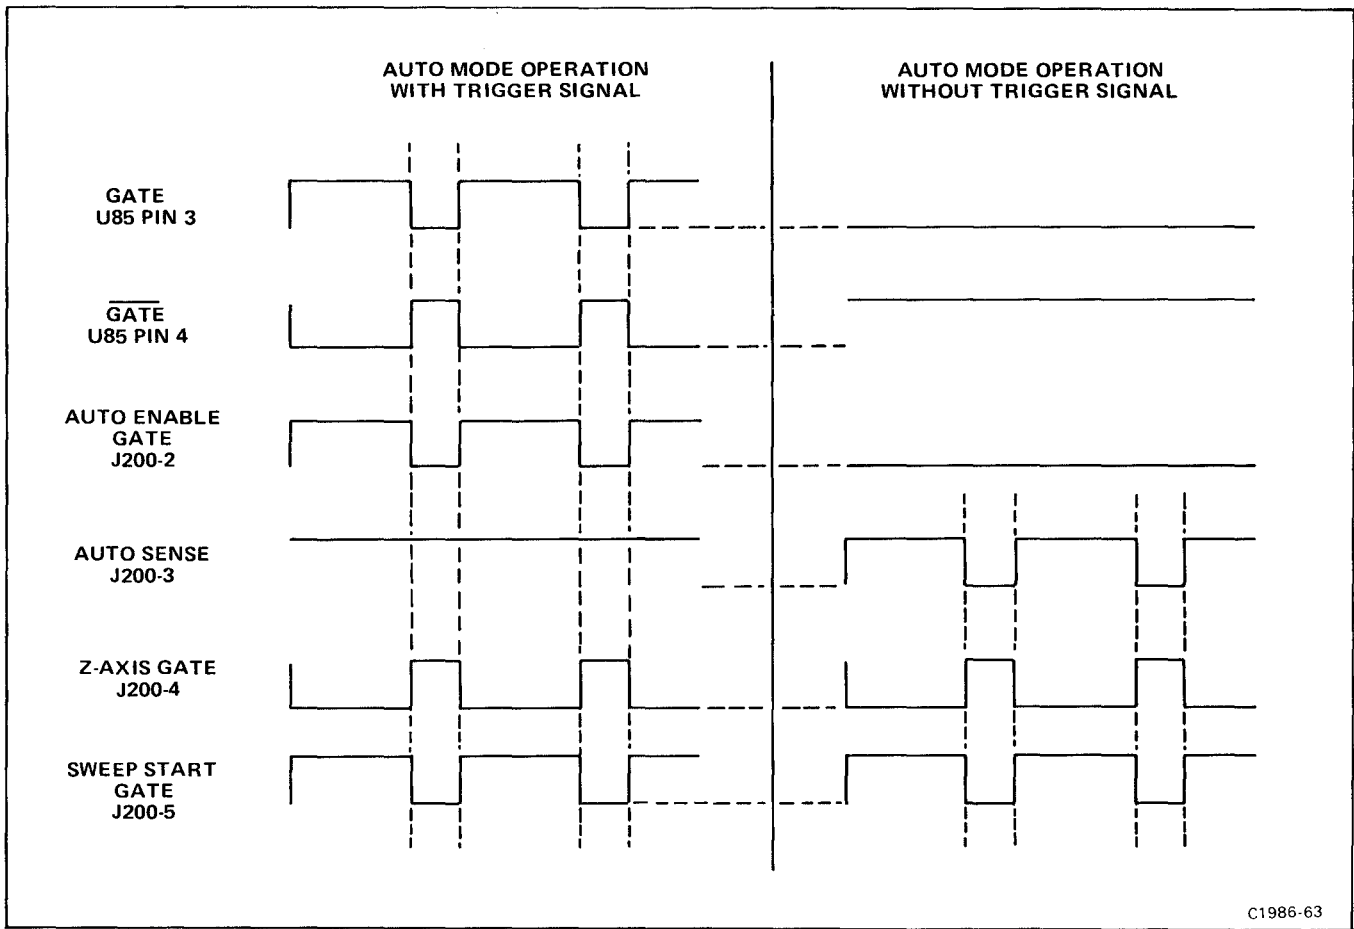 AUTO MODE OPERATION
WITH TRIGGER SIGNAL
AUTO MODE OPERATION
WITHOUT TRIGGER SIGNAL
GATE
U85 PIN 3
GATE
U85 PIN 4
AUTO ENABLE
GATE
J200-2
AUTO SENSE
J200-3
Z-AXIS GATE
J200-4
SWEEP START
GATE
J200-5
C1986-63